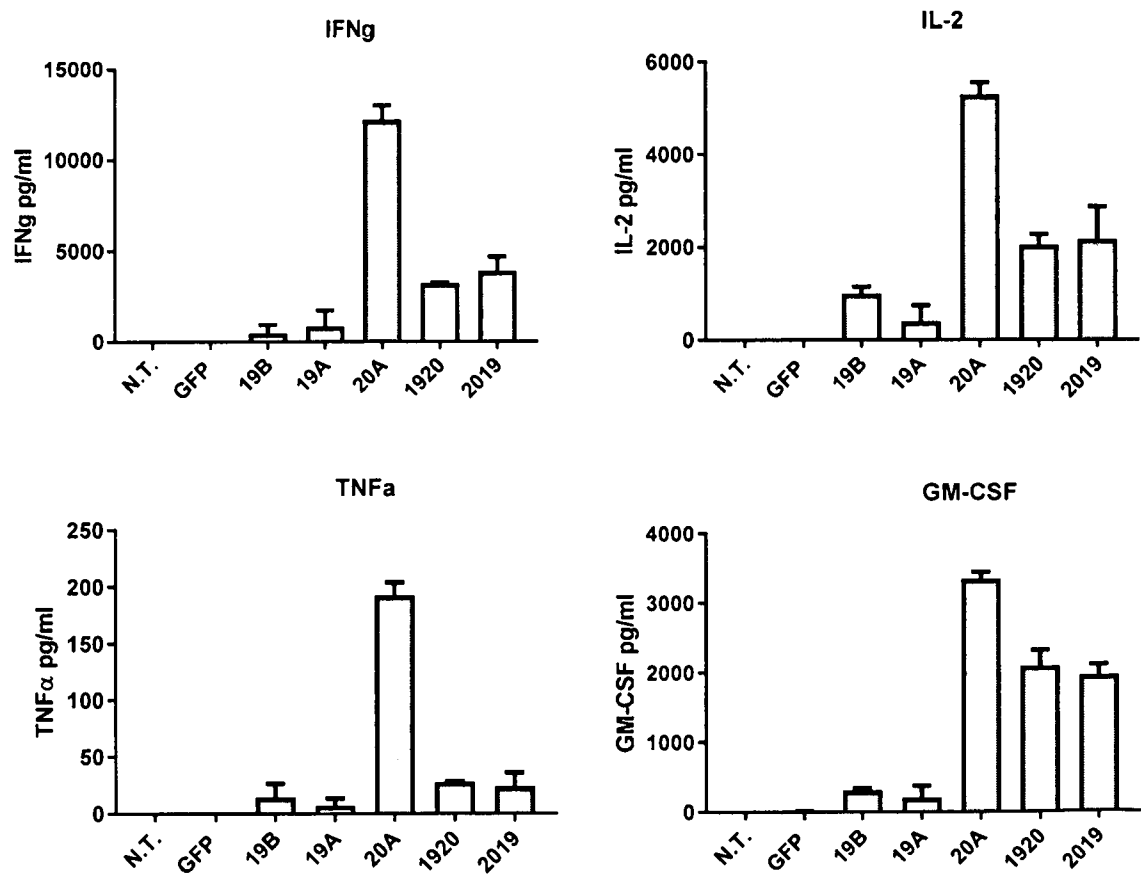 IFNg
IFNg pg/ml
15000
10000
5000
0
N.T. GFP 19B 19A 20A 1920 2019
IL-2
IL-2 pg/ml
6000
4000
2000
0
N.T. GFP 19B 19A 20A 1920 2019
TNFa
TNFα pg/ml
250
200
150
100
50
0
N.T. GFP 19B 19A 20A 1920 2019
GM-CSF
GM-CSF pg/ml
4000
3000
2000
1000
0
N.T. GFP 19B 19A 20A 1920 2019